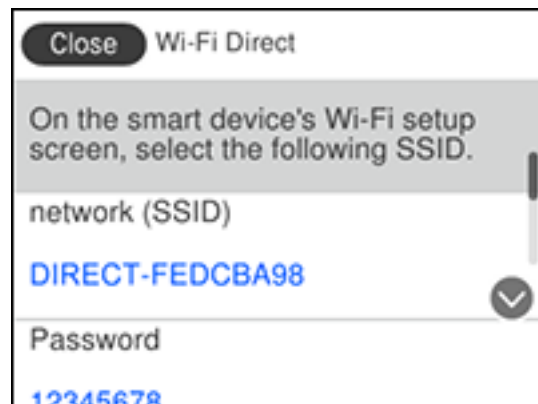 Close Wi-Fi Direct
On the smart device's Wi-Fi setup
screen, select the following SSID.
network (SSID)
DIRECT-FEDCBA98
Password
12345678